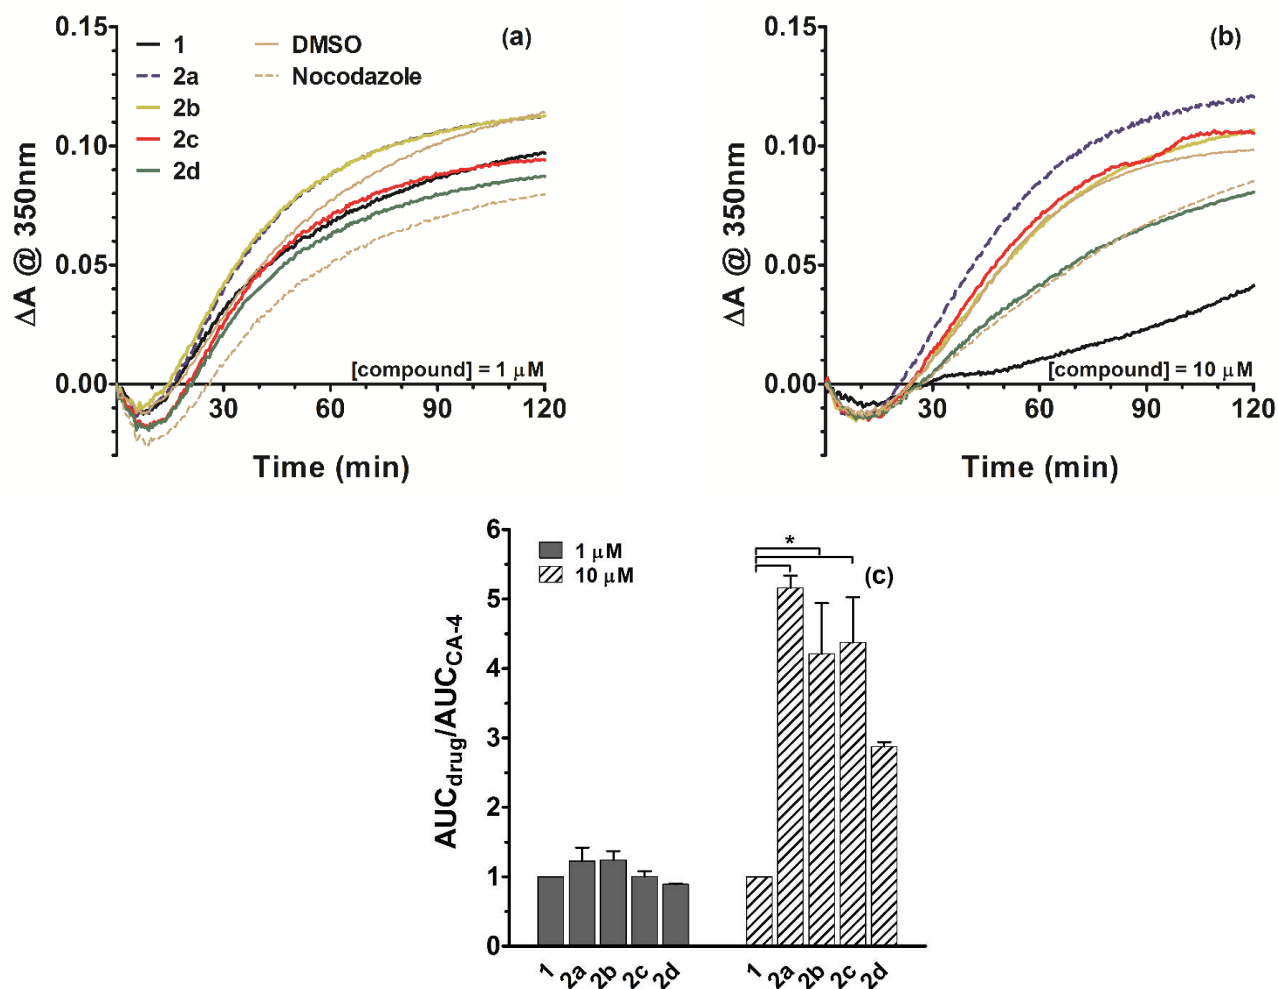 0.15
0.10
0.05
0.00
ΔA @ 350nm
1
2a
2b
2c
2d
DMSO
Nocodazole
(a)
[compound] = 1 μM
30 60 90 120
Time (min)
0.15
0.10
0.05
0.00
ΔA @ 350nm
(b)
[compound] = 10 μM
30 60 90 120
Time (min)
6
5
4
3
2
1
0
AUCdrug/AUCCA-4
1 μM
10 μM
*
(c)
1 2a 2b 2c 2d 1 2a 2b 2c 2d